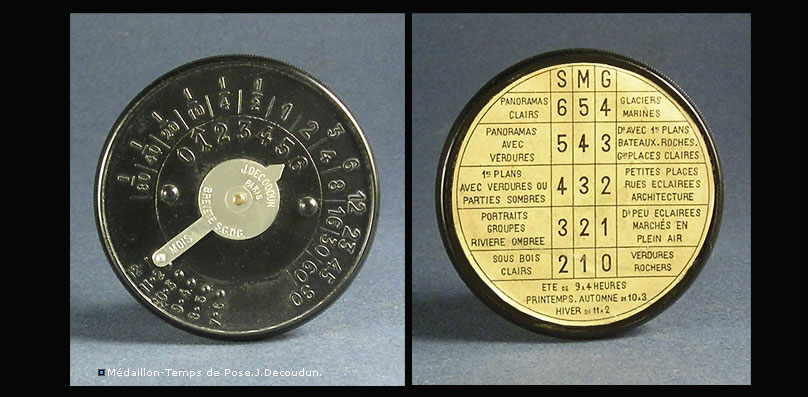 1/80 1/40 1/20 1/10 1/4 1/2 1 2 3 6 12 23 45 30
4 8 16 30 60
0 1 2 3 4 5 6
J.DECOUDUN
PARIS
BREVETÉ S.G.D.G.
MOIS
Médaillon-Temps de Pose.J.Decoudun.
S M G
PANORAMAS CLAIRS 6 5 4 GLACIERS MARINES
PANORAMAS AVEC VERDURES 5 4 3 Do AVEC 1ers PLANS BATEAUX. ROCHES. Gdes PLACES CLAIRES
1ers PLANS AVEC VERDURES OU PARTIES SOMBRES 4 3 2 PETITES PLACES RUES ECLAIREES ARCHITECTURE
PORTRAITS GROUPES RIVIERE OMBREE 3 2 1 Do PEU ECLAIREES MARCHÉS EN PLEIN AIR
SOUS BOIS CLAIRS 2 1 0 VERDURES ROCHERS
ETE DE 9 A 4 HEURES
PRINTEMPS. AUTOMNE DE 10 A 3
HIVER DE 11 A 2